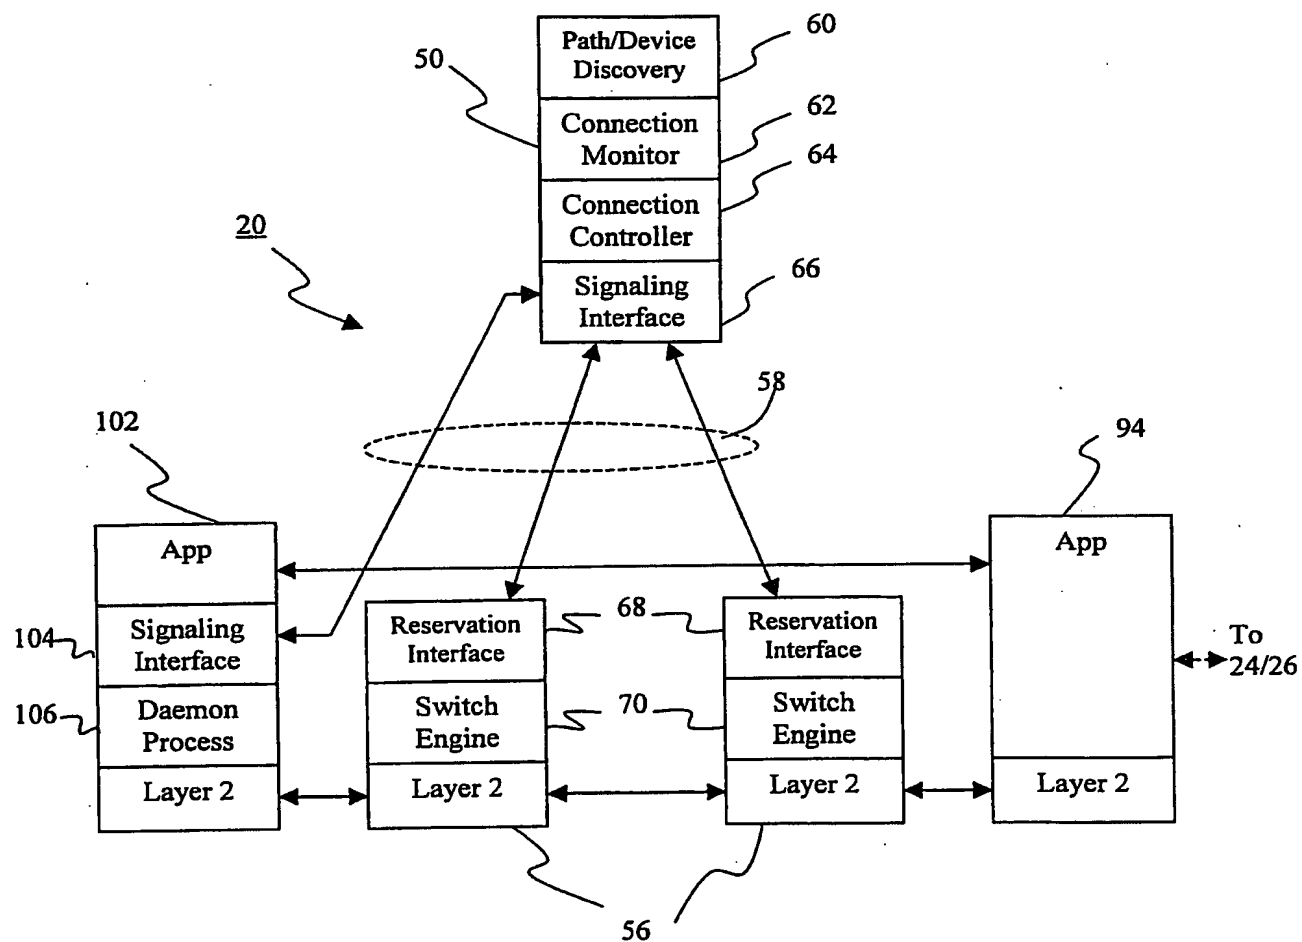 60
Path/Device
Discovery
50
62
Connection
Monitor
64
Connection
Controller
20
66
Signaling
Interface
58
102
94
App
App
68
Reservation
Interface
Reservation
Interface
104
Signaling
Interface
To
24/26
106
Daemon
Process
70
Switch
Engine
Switch
Engine
Layer 2
Layer 2
Layer 2
Layer 2
56